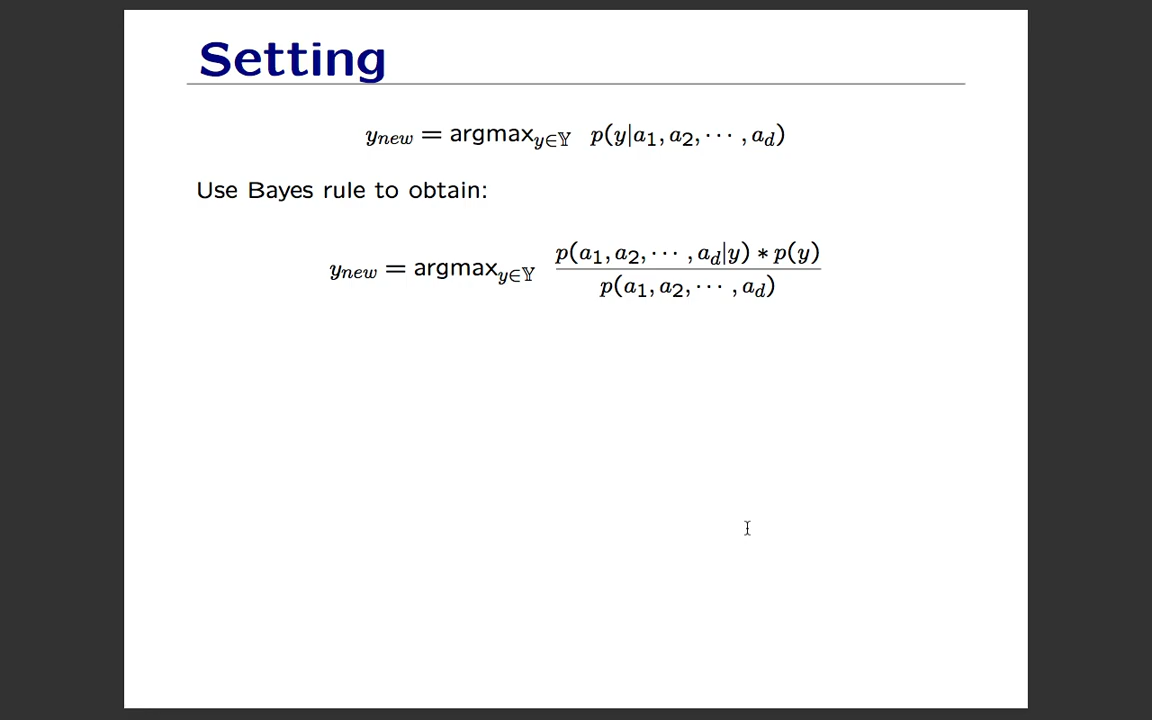 Setting
y_new = argmax_{y∈𝕐} p(y|a_1, a_2, ⋯, a_d)
Use Bayes rule to obtain:
y_new = argmax_{y∈𝕐} \frac{p(a_1, a_2, ⋯, a_d|y) * p(y)}{p(a_1, a_2, ⋯, a_d)}